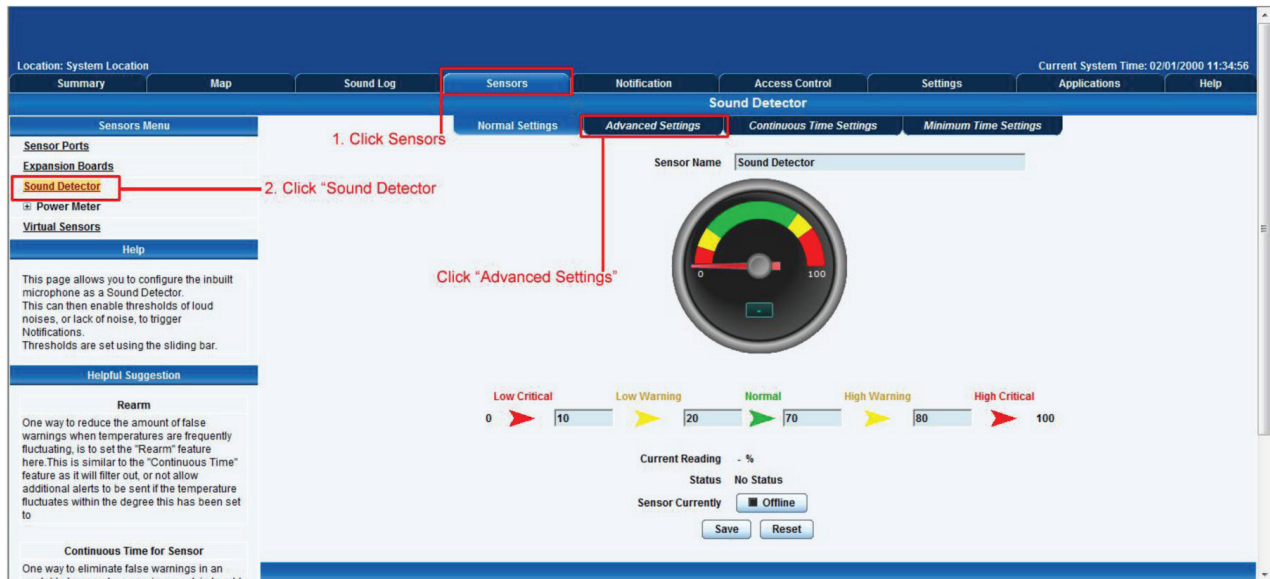 Location: System Location
Current System Time: 02/01/2000 11:34:56
Summary Map Sound Log Sensors Notification Access Control Settings Applications Help
Sound Detector
Sensors Menu
Sensor Ports
Expansion Boards
Sound Detector
Power Meter
Virtual Sensors
Help
This page allows you to configure the inbuilt
microphone as a Sound Detector.
This can then enable thresholds of loud
noises, or lack of noise, to trigger
Notifications.
Thresholds are set using the sliding bar.
Helpful Suggestion
Rearm
One way to reduce the amount of false
warnings when temperatures are frequently
fluctuating, is to set the "Rearm" feature
here.This is similar to the "Continuous Time"
feature as it will filter out, or not allow
additional alerts to be sent if the temperature
fluctuates within the degree this has been set
to
Continuous Time for Sensor
One way to eliminate false warnings in an
1. Click Sensors
2. Click “Sound Detector
Click “Advanced Settings”
Normal Settings Advanced Settings Continuous Time Settings Minimum Time Settings
Sensor Name Sound Detector
0 100
-
Low Critical Low Warning Normal High Warning High Critical
0 10 20 70 80 100
Current Reading - %
Status No Status
Sensor Currently Offline
Save Reset